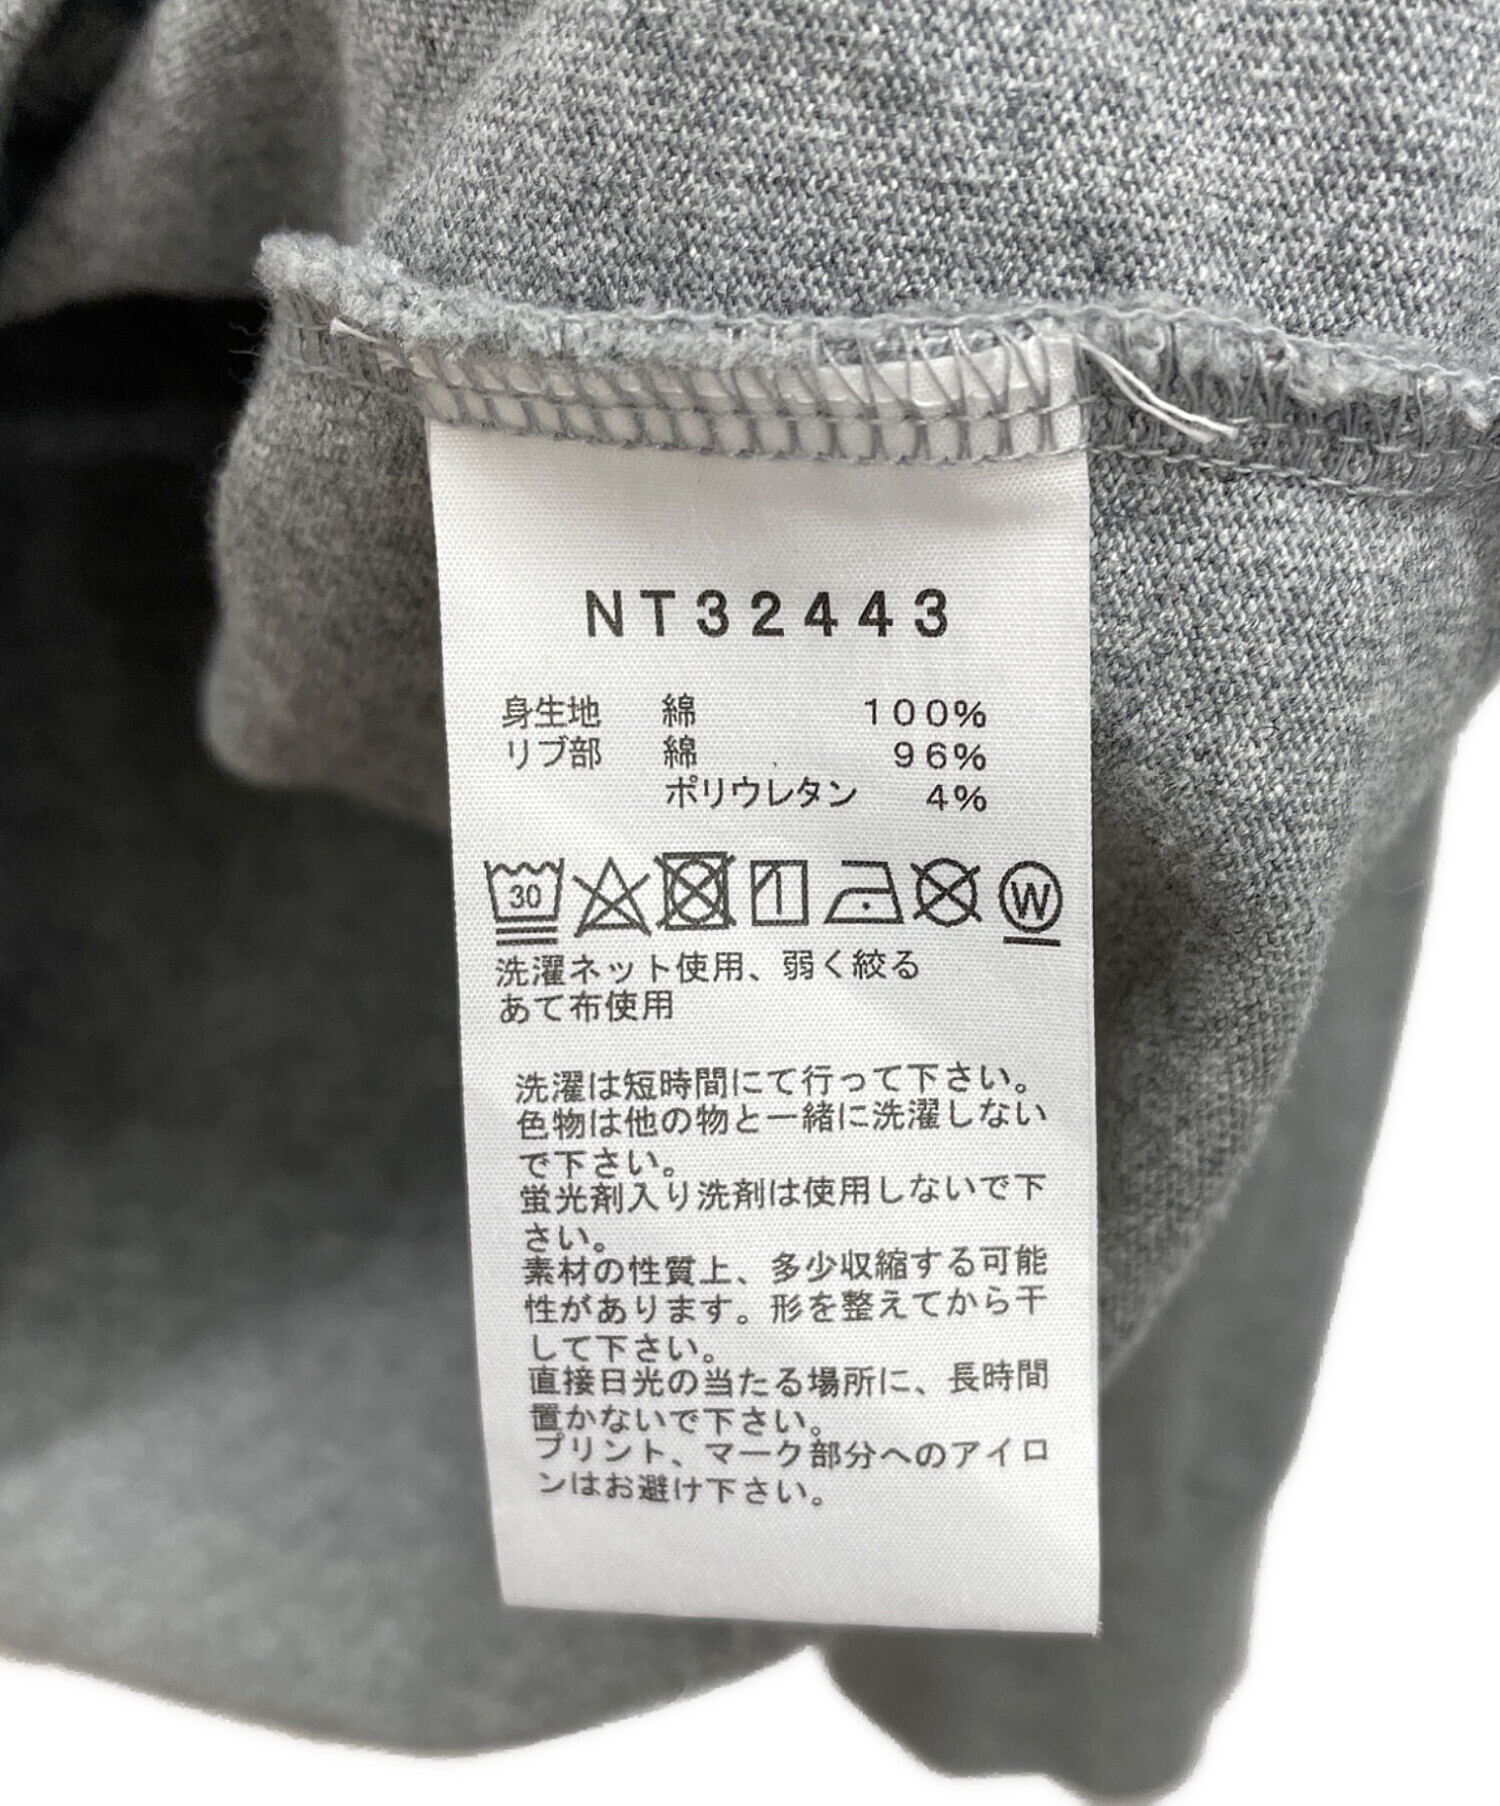 NT32443
身生地 綿 100%
リブ部 綿 96%
ポリウレタン 4%
30 W
洗濯ネット使用、弱く絞る
あて布使用
洗濯は短時間にて行って下さい。
色物は他の物と一緒に洗濯しない
で下さい。
蛍光剤入り洗剤は使用しないで下
さい。
素材の性質上、多少収縮する可能
性があります。形を整えてから干
して下さい。
直接日光の当たる場所に、長時間
置かないで下さい。
プリント、マーク部分へのアイロ
ンはお避け下さい。